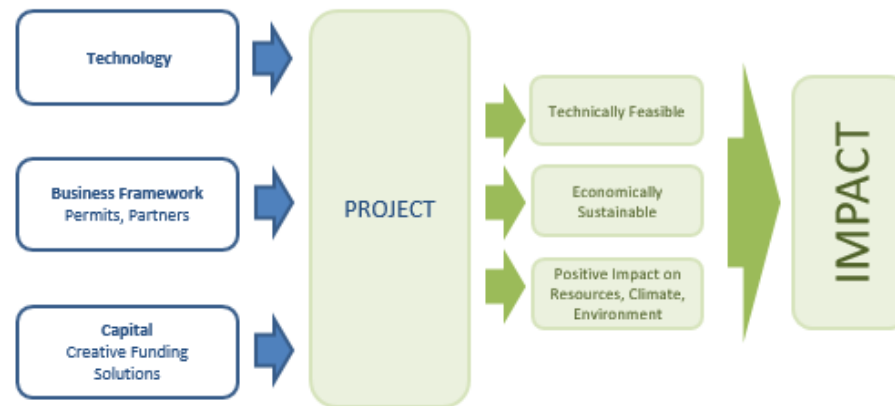 Technology
Business Framework
Permits, Partners
Capital
Creative Funding
Solutions
PROJECT
Technically Feasible
Economically
Sustainable
Positive Impact on
Resources, Climate,
Environment
IMPACT